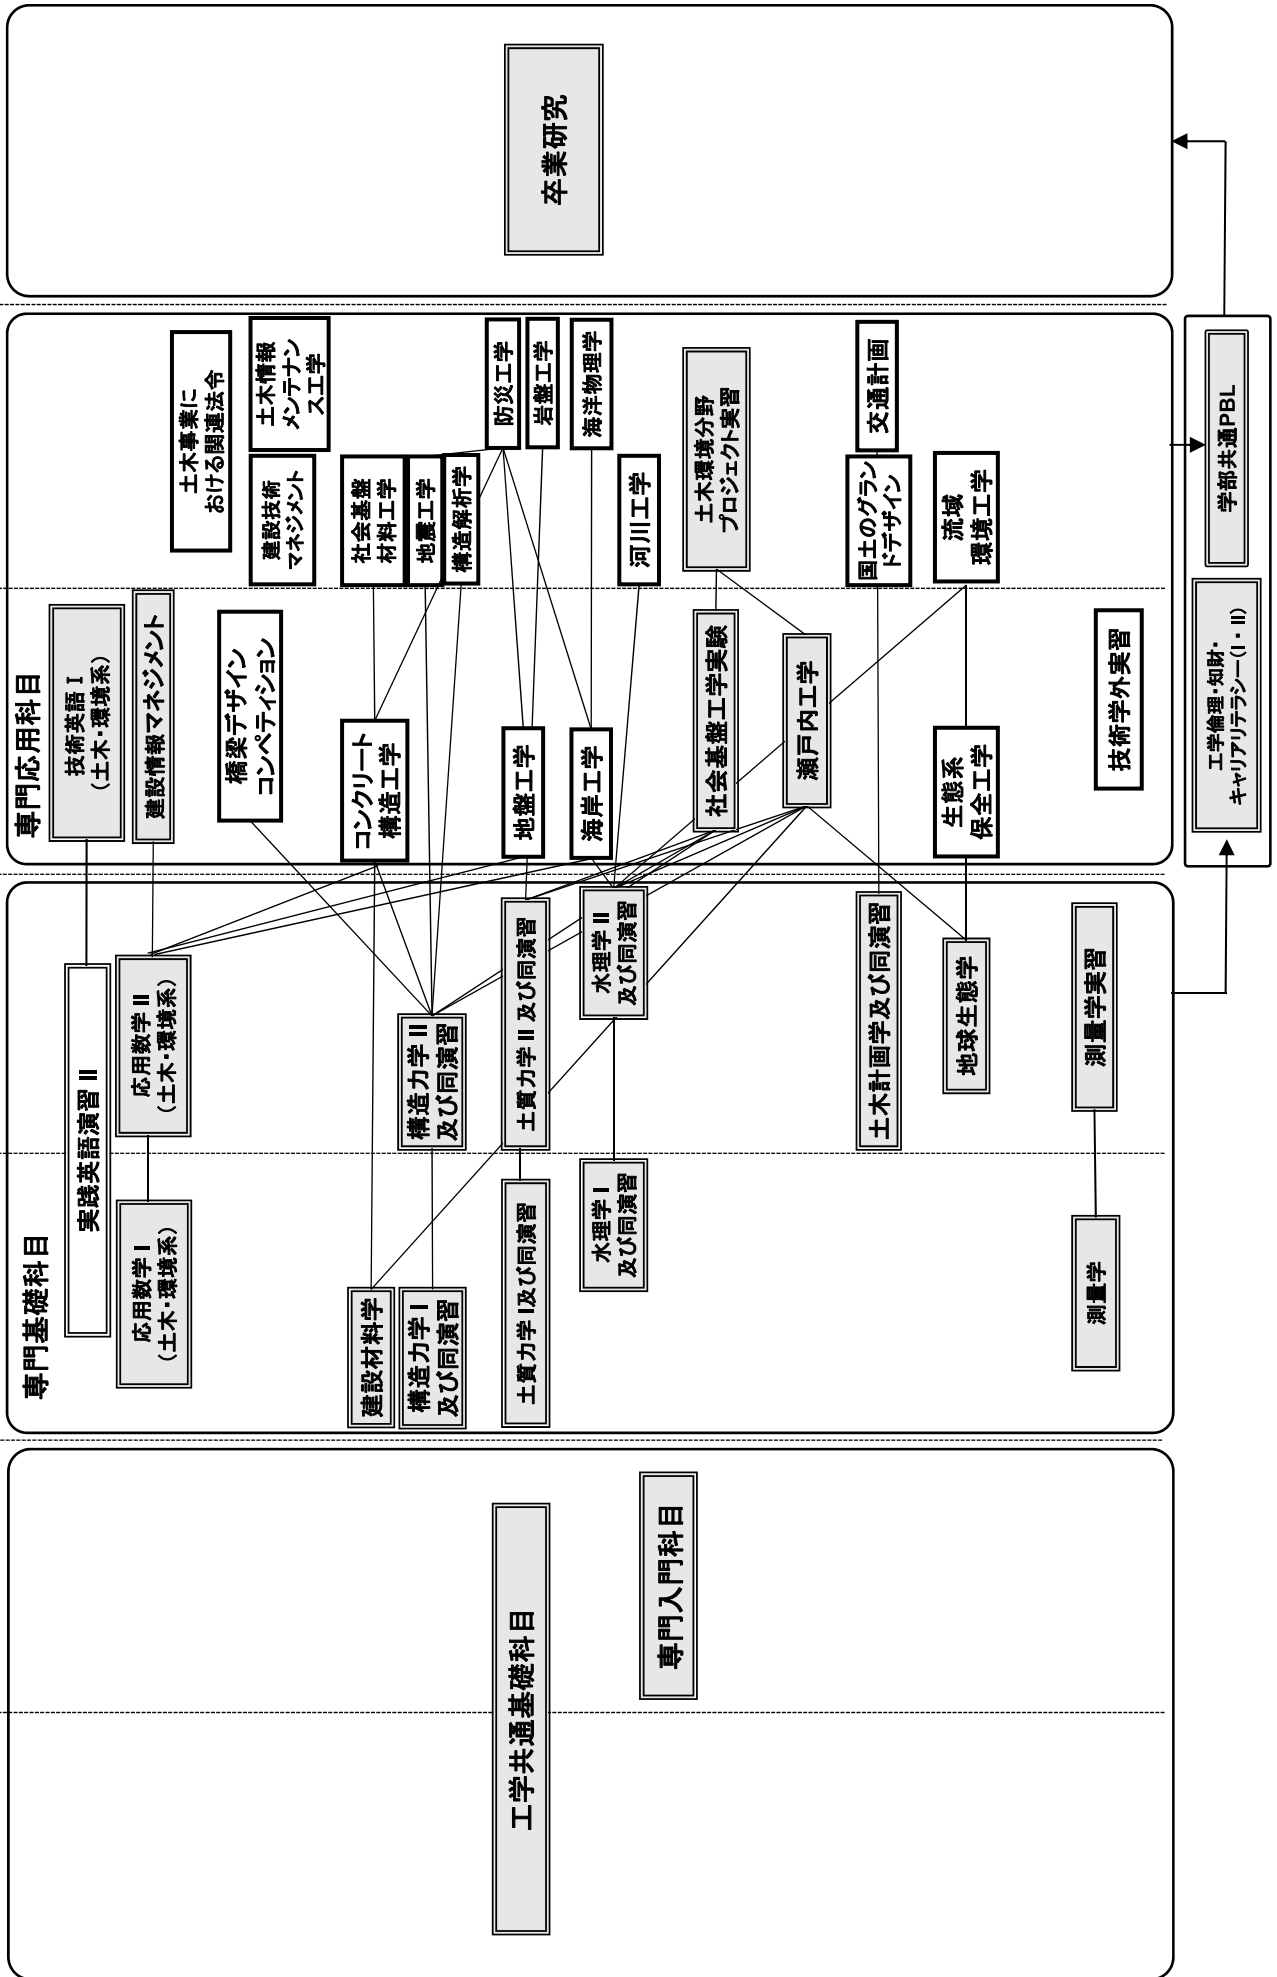 工学共通基礎科目
専門入門科目
専門基礎科目
実践英語演習 II
応用数学 I
(土木・環境系)
応用数学 II
(土木・環境系)
建設材料学
構造力学 I
及び同演習
構造力学 II
及び同演習
土質力学 I及び同演習
土質力学 II 及び同演習
水理学 I
及び同演習
水理学 II
及び同演習
土木計画学及び同演習
地球生態学
測量学
測量学実習
専門応用科目
技術英語 I
(土木・環境系)
建設情報マネジメント
橋梁デザイン
コンペティション
コンクリート
構造工学
地盤工学
海岸工学
社会基盤工学実験
瀬戸内工学
生態系
保全工学
技術学外実習
土木事業に
おける関連法令
建設技術
マネジメント
土木情報
メンテナン
ス工学
社会基盤
材料工学
地震工学
構造解析学
防災工学
岩盤工学
海洋物理学
河川工学
土木環境分野
プロジェクト実習
国土のグラン
ドデザイン
交通計画
流域
環境工学
工学倫理・知財・
キャリアリテラシー(I・II)
学部共通PBL
卒業研究